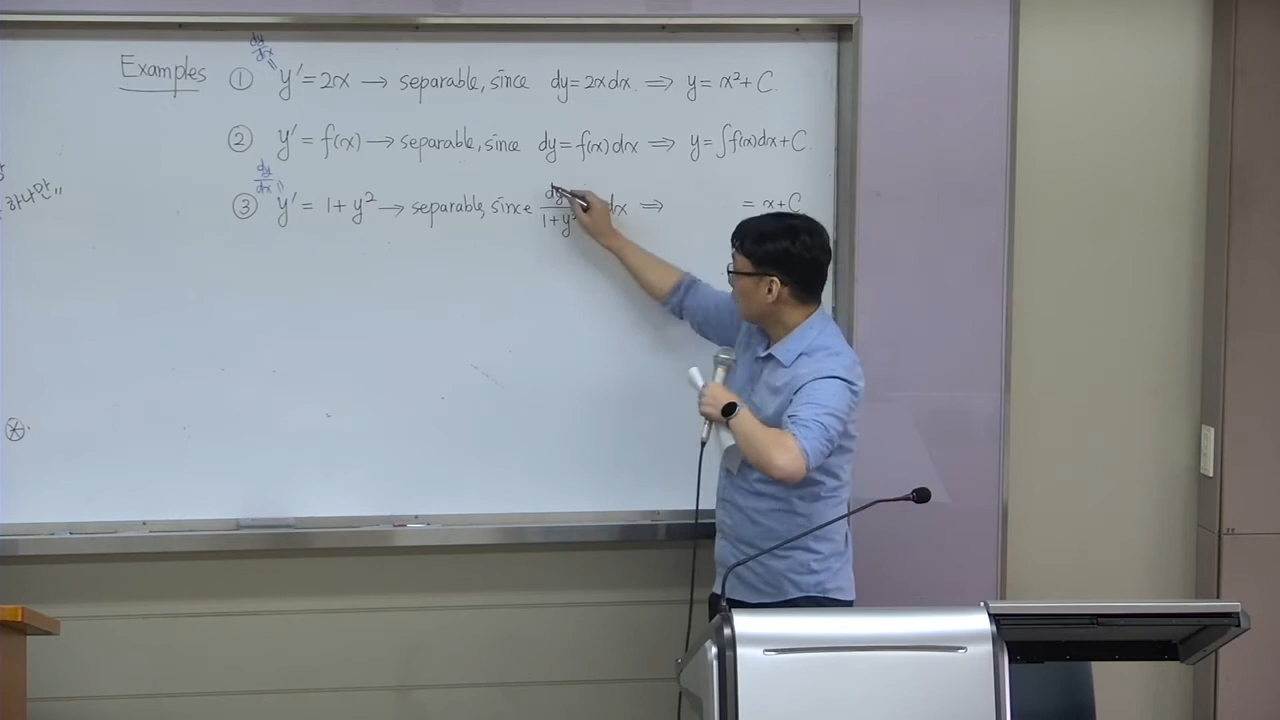 Examples ① dy/dx = y' = 2x → separable, since dy = 2x dx ⇒ y = x² + C.
② y' = f(x) → separable, since dy = f(x) dx ⇒ y = ∫f(x)dx + C.
③ dy/dx = y' = 1 + y² → separable, since dy/1+y² dx ⇒ = x + C
하나만"
⊛.